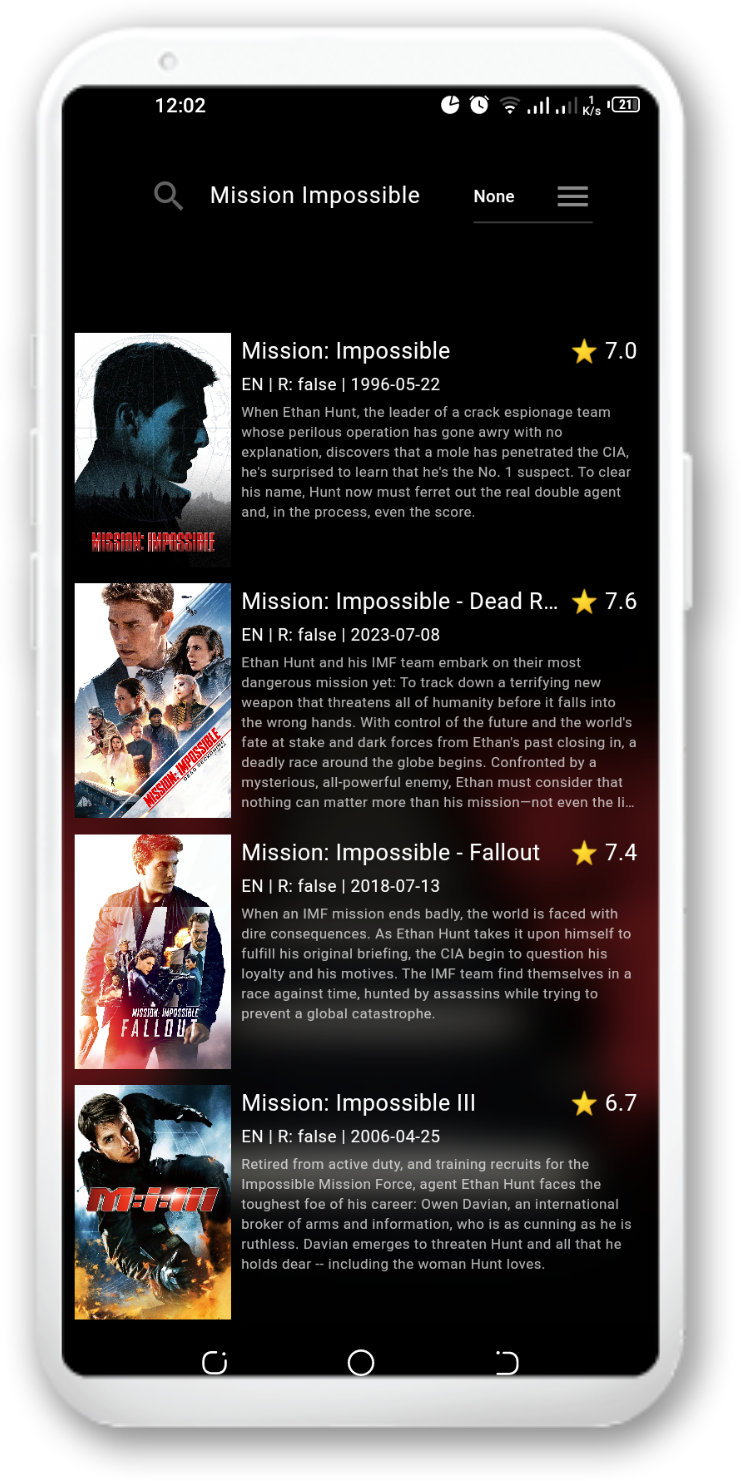 12:02
1
K/s
21
Mission Impossible
None
Mission: Impossible
7.0
EN | R: false | 1996-05-22
When Ethan Hunt, the leader of a crack espionage team
whose perilous operation has gone awry with no
explanation, discovers that a mole has penetrated the CIA,
he's surprised to learn that he's the No. 1 suspect. To clear
his name, Hunt now must ferret out the real double agent
and, in the process, even the score.
MISSION: IMPOSSIBLE
Mission: Impossible - Dead R...
7.6
EN | R: false | 2023-07-08
Ethan Hunt and his IMF team embark on their most
dangerous mission yet: To track down a terrifying new
weapon that threatens all of humanity before it falls into
the wrong hands. With control of the future and the world's
fate at stake and dark forces from Ethan's past closing in, a
deadly race around the globe begins. Confronted by a
mysterious, all-powerful enemy, Ethan must consider that
nothing can matter more than his mission—not even the li...
MISSION: IMPOSSIBLE
DEAD RECKONING
Mission: Impossible - Fallout
7.4
EN | R: false | 2018-07-13
When an IMF mission ends badly, the world is faced with
dire consequences. As Ethan Hunt takes it upon himself to
fulfill his original briefing, the CIA begin to question his
loyalty and his motives. The IMF team find themselves in a
race against time, hunted by assassins while trying to
prevent a global catastrophe.
MISSION: IMPOSSIBLE
FALLOUT
Mission: Impossible III
6.7
EN | R: false | 2006-04-25
Retired from active duty, and training recruits for the
Impossible Mission Force, agent Ethan Hunt faces the
toughest foe of his career: Owen Davian, an international
broker of arms and information, who is as cunning as he is
ruthless. Davian emerges to threaten Hunt and all that he
holds dear -- including the woman Hunt loves.
M:i:III